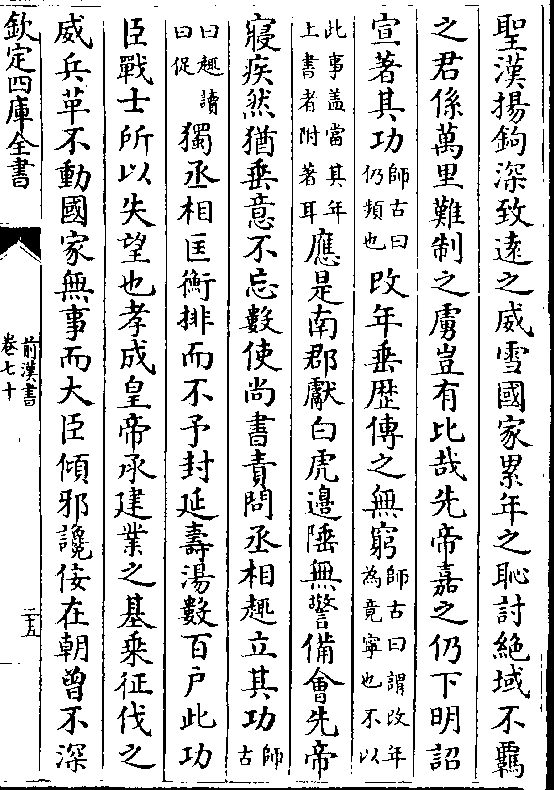 聖漢揚鉤深致逺之威雪國家累年之恥討絶域不羈
之君係萬里難制之虜豈有比哉先帝嘉之仍下明詔
宣著其功師古曰仍頻也改年垂歴傳之無窮師古曰謂改年為竟寧也不以
此事盖當其年上書者附著耳應是南郡獻白虎邉陲無警備會先帝
寢疾然猶垂意不忘數使尚書責問丞相趣立其功師古
曰趣讀曰促獨丞相匡衡排而不予封延壽湯數百户此功
臣戰士所以失望也孝成皇帝承建業之基乗征伐之
威兵革不動國家無事而大臣傾邪讒佞在朝曾不深
欽定四庫全書
前漢書
卷七十
二五